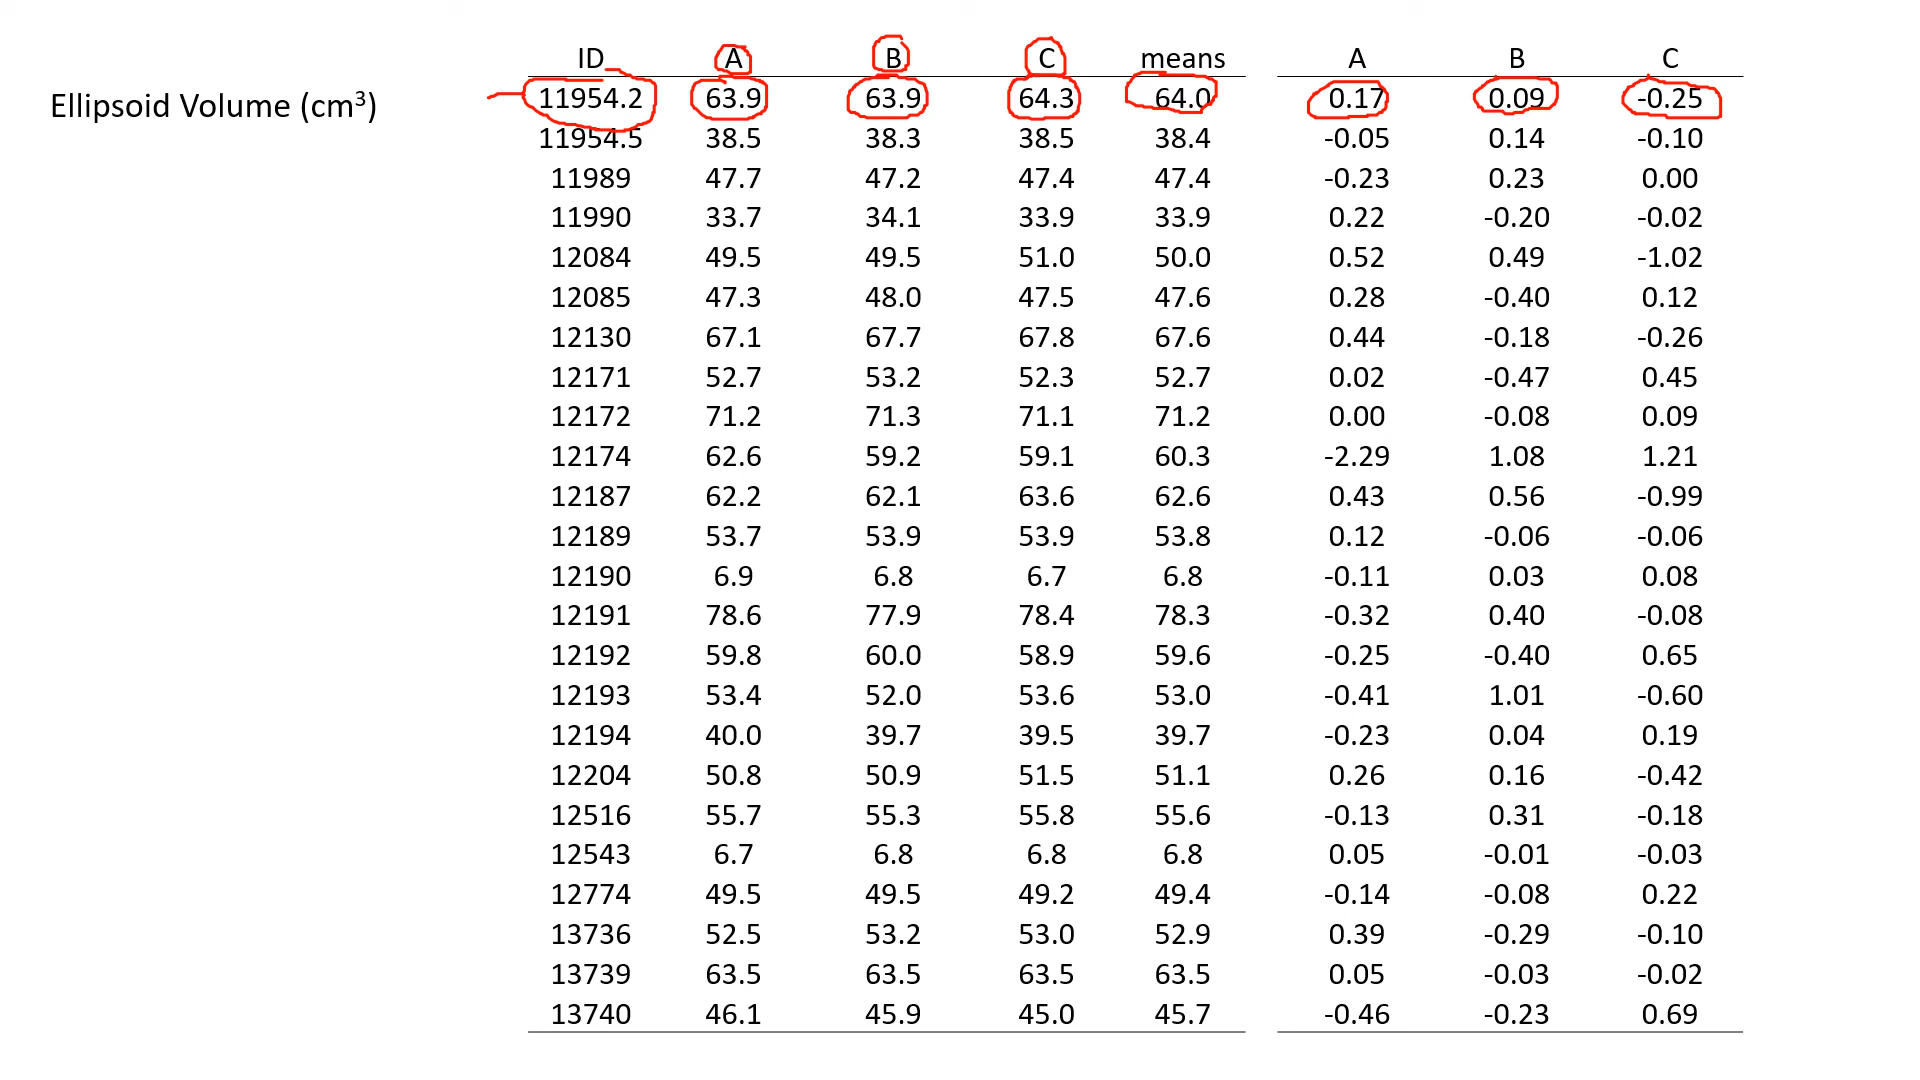 ID A B C means A B C
Ellipsoid Volume (cm³) 11954.2 63.9 63.9 64.3 64.0 0.17 0.09 -0.25
11954.5 38.5 38.3 38.5 38.4 -0.05 0.14 -0.10
11989 47.7 47.2 47.4 47.4 -0.23 0.23 0.00
11990 33.7 34.1 33.9 33.9 0.22 -0.20 -0.02
12084 49.5 49.5 51.0 50.0 0.52 0.49 -1.02
12085 47.3 48.0 47.5 47.6 0.28 -0.40 0.12
12130 67.1 67.7 67.8 67.6 0.44 -0.18 -0.26
12171 52.7 53.2 52.3 52.7 0.02 -0.47 0.45
12172 71.2 71.3 71.1 71.2 0.00 -0.08 0.09
12174 62.6 59.2 59.1 60.3 -2.29 1.08 1.21
12187 62.2 62.1 63.6 62.6 0.43 0.56 -0.99
12189 53.7 53.9 53.9 53.8 0.12 -0.06 -0.06
12190 6.9 6.8 6.7 6.8 -0.11 0.03 0.08
12191 78.6 77.9 78.4 78.3 -0.32 0.40 -0.08
12192 59.8 60.0 58.9 59.6 -0.25 -0.40 0.65
12193 53.4 52.0 53.6 53.0 -0.41 1.01 -0.60
12194 40.0 39.7 39.5 39.7 -0.23 0.04 0.19
12204 50.8 50.9 51.5 51.1 0.26 0.16 -0.42
12516 55.7 55.3 55.8 55.6 -0.13 0.31 -0.18
12543 6.7 6.8 6.8 6.8 0.05 -0.01 -0.03
12774 49.5 49.5 49.2 49.4 -0.14 -0.08 0.22
13736 52.5 53.2 53.0 52.9 0.39 -0.29 -0.10
13739 63.5 63.5 63.5 63.5 0.05 -0.03 -0.02
13740 46.1 45.9 45.0 45.7 -0.46 -0.23 0.69